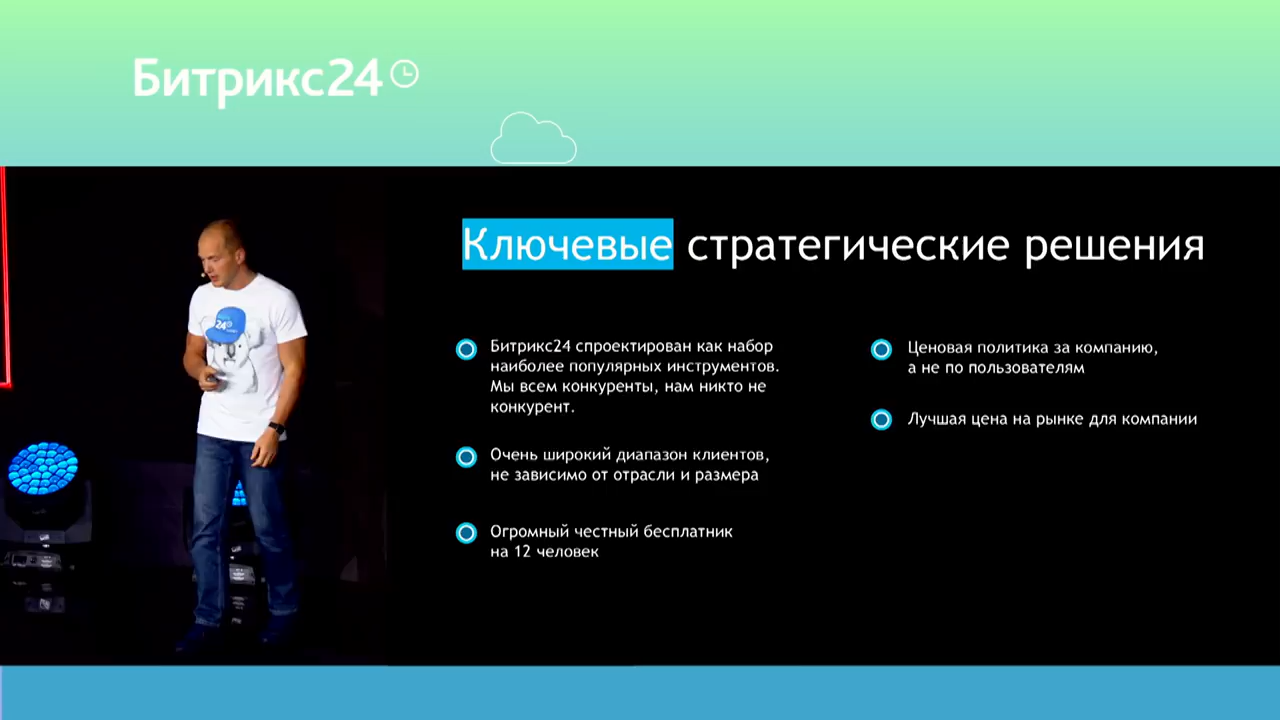 Битрикс24
Ключевые стратегические решения
Битрикс24 спроектирован как набор
наиболее популярных инструментов.
Мы всем конкуренты, нам никто не
конкурент.
Очень широкий диапазон клиентов,
не зависимо от отрасли и размера
Огромный честный бесплатник
на 12 человек
Ценовая политика за компанию,
а не по пользователям
Лучшая цена на рынке для компании
24